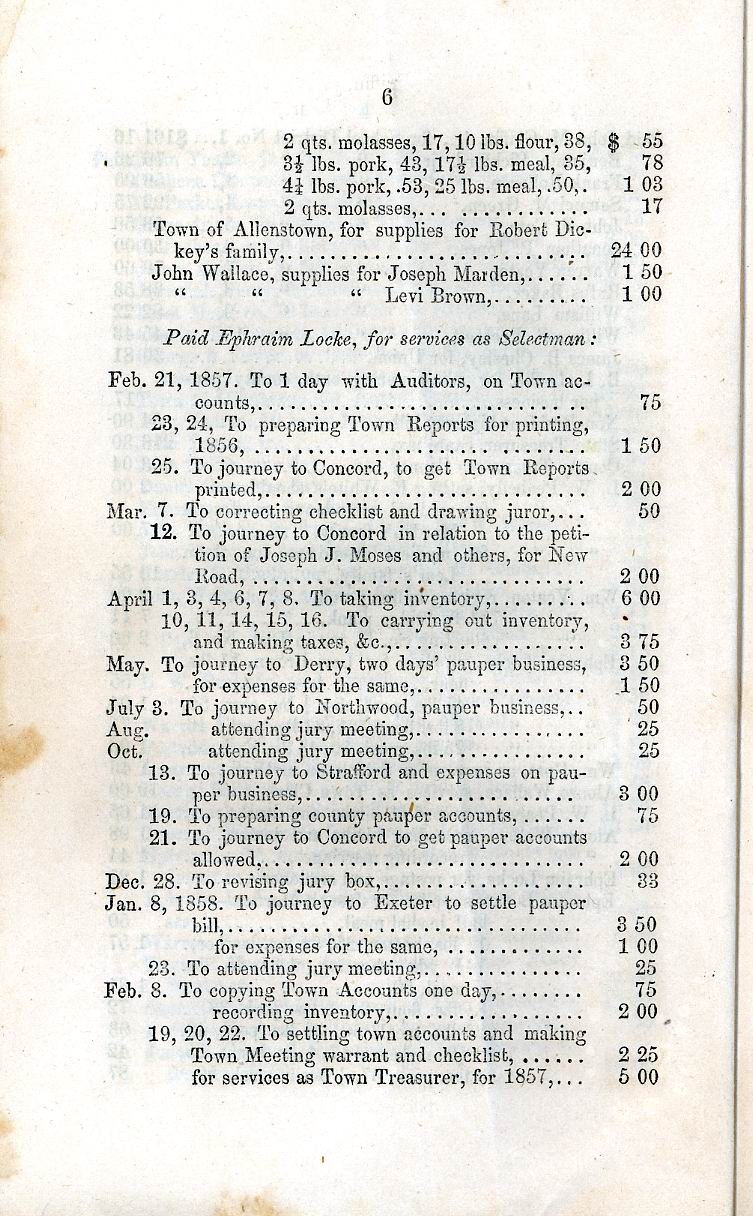 6
2 qts. molasses, 17, 10 lbs. flour, 38, $ 55
3½ lbs. pork, 43, 17½ lbs. meal, 35, 78
4¼ lbs. pork, .53, 25 lbs. meal, .50,. 1 03
2 qts. molasses,............... 17
Town of Allenstown, for supplies for Robert Dic-
key's family,............................ 24 00
John Wallace, supplies for Joseph Marden,...... 1 50
“ “ “ Levi Brown,......... 1 00
Paid Ephraim Locke, for services as Selectman :
Feb. 21, 1857. To 1 day with Auditors, on Town ac-
counts,............................ 75
23, 24, To preparing Town Reports for printing,
1856, ............................ 1 50
25. To journey to Concord, to get Town Reports
printed,........................... 2 00
Mar. 7. To correcting checklist and drawing juror,... 50
12. To journey to Concord in relation to the peti-
tion of Joseph J. Moses and others, for New
Road, ............................ 2 00
April 1, 3, 4, 6, 7, 8. To taking inventory,........ 6 00
10, 11, 14, 15, 16. To carrying out inventory,
and making taxes, &c.,................ 3 75
May. To journey to Derry, two days' pauper business, 3 50
for expenses for the same,.............. 1 50
July 3. To journey to Northwood, pauper business,.. 50
Aug. attending jury meeting,................ 25
Oct. attending jury meeting,................ 25
13. To journey to Strafford and expenses on pau-
per business,....................... 3 00
19. To preparing county pauper accounts, ...... 75
21. To journey to Concord to get pauper accounts
allowed,........................... 2 00
Dec. 28. To revising jury box,.................. 33
Jan. 8, 1858. To journey to Exeter to settle pauper
bill,............................... 3 50
for expenses for the same, ............ 1 00
23. To attending jury meeting,.............. 25
Feb. 8. To copying Town Accounts one day,........ 75
recording inventory,.................. 2 00
19, 20, 22. To settling town accounts and making
Town Meeting warrant and checklist, ...... 2 25
for services as Town Treasurer, for 1857,... 5 00